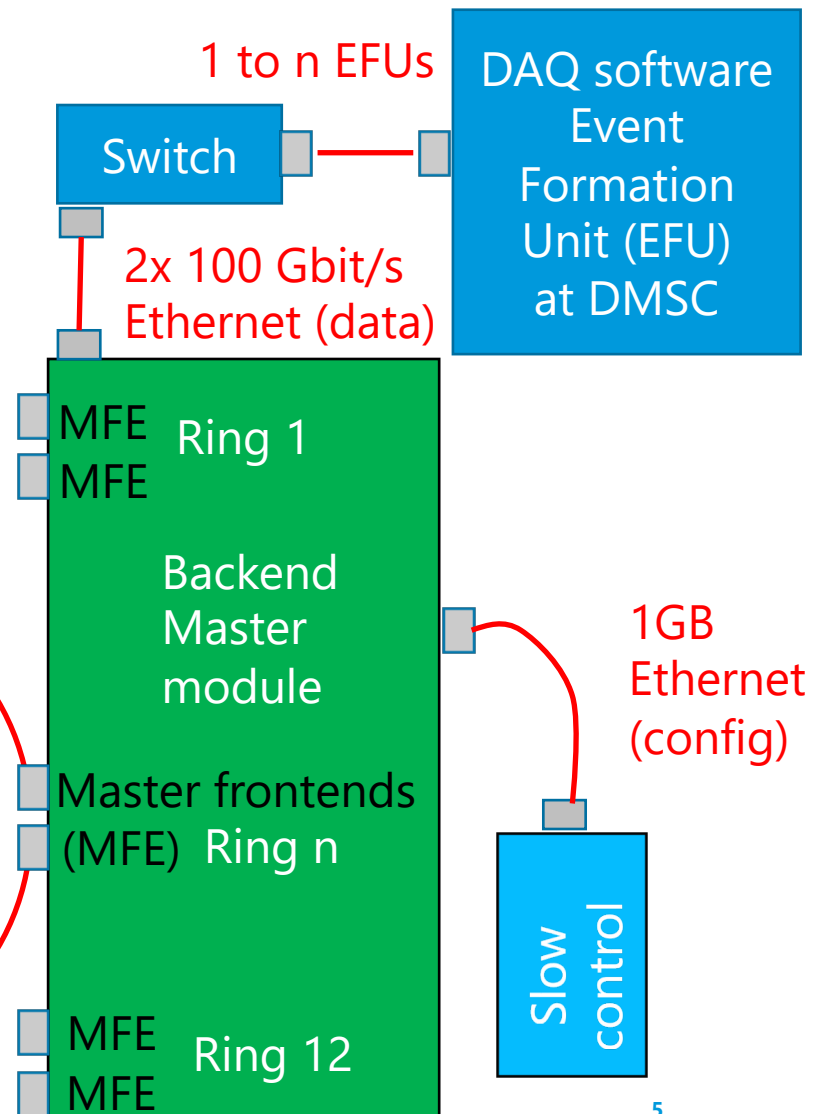 1 to n EFUs
DAQ software
Event
Formation
Unit (EFU)
at DMSC
Switch
2x 100 Gbit/s
Ethernet (data)
MFE
Ring 1
MFE
Backend
Master
module
1GB
Ethernet
(config)
Master frontends
(MFE) Ring n
Slow
control
MFE
Ring 12
MFE
5